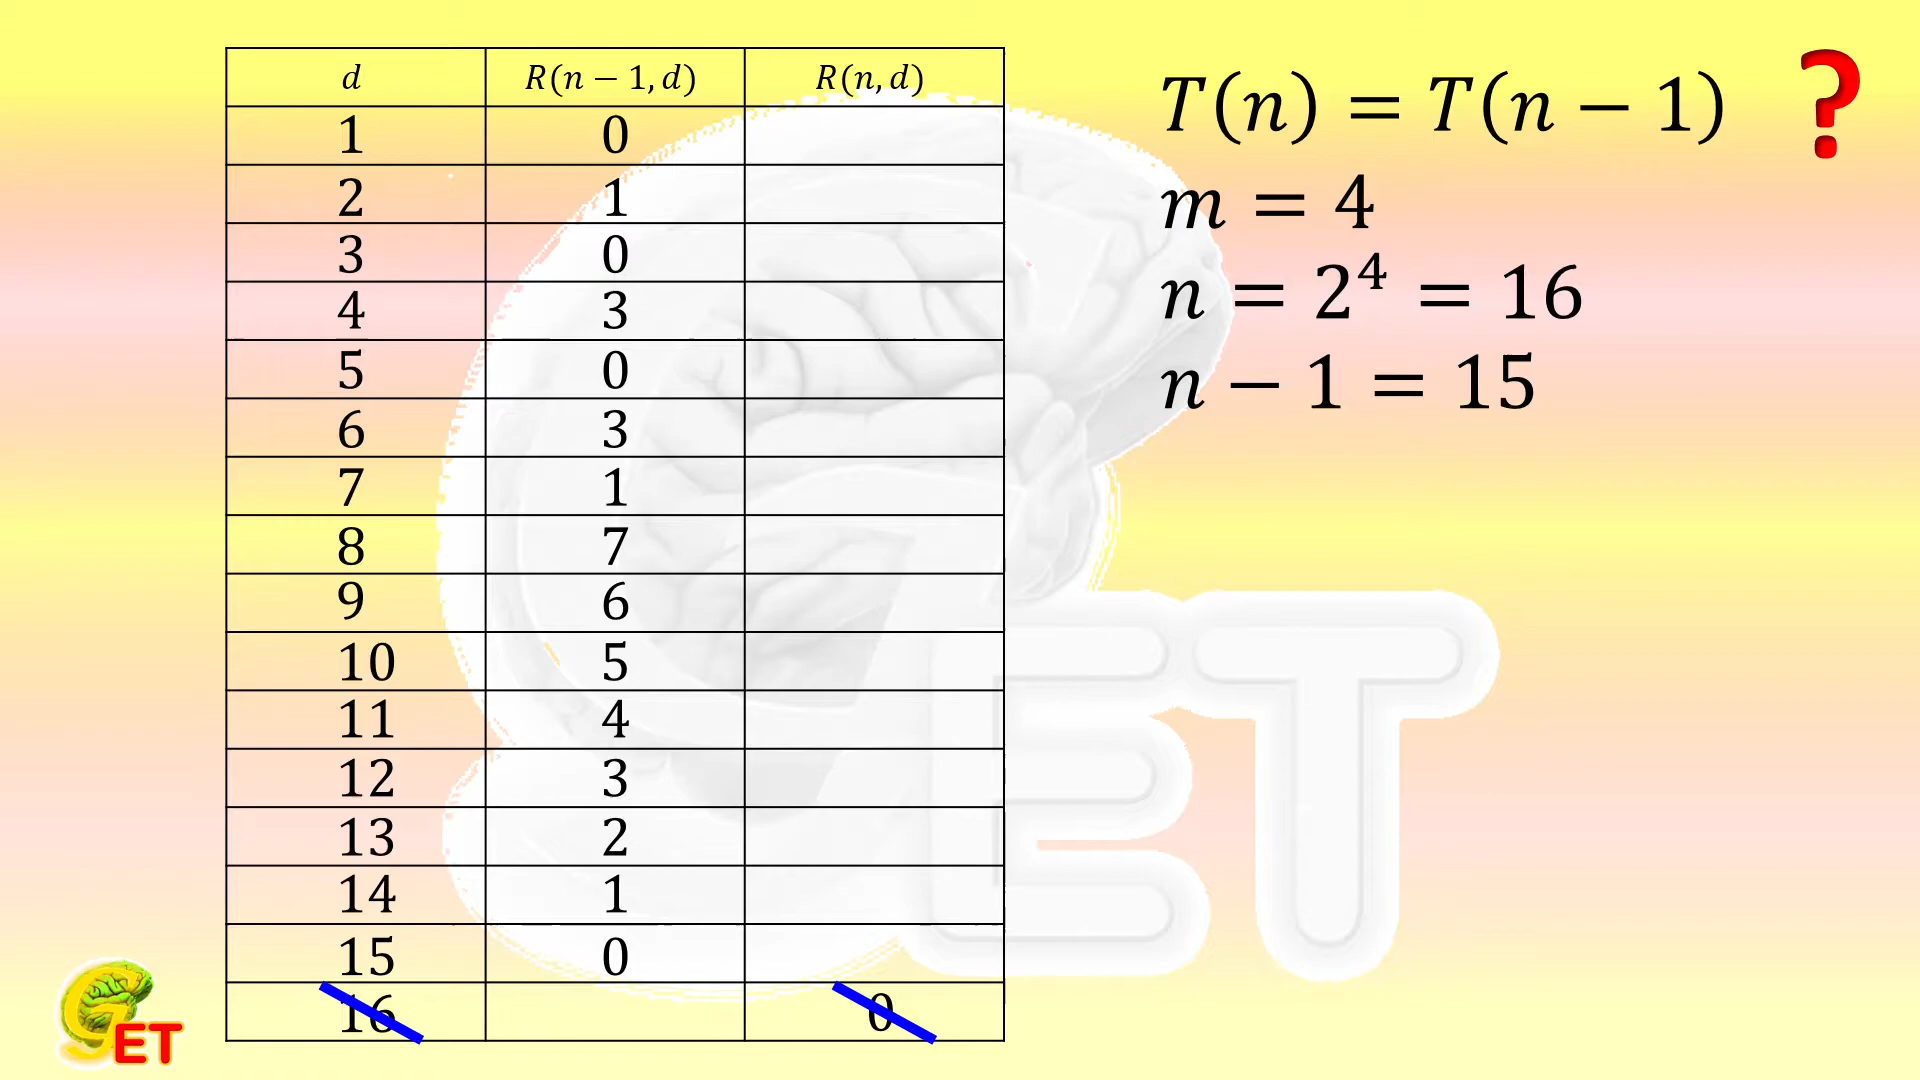 d R(n − 1, d) R(n, d)
1 0
2 1
3 0
4 3
5 0
6 3
7 1
8 7
9 6
10 5
11 4
12 3
13 2
14 1
15 0
16 0
T(n) = T(n − 1) ?
m = 4
n = 2⁴ = 16
n − 1 = 15
GET
ET